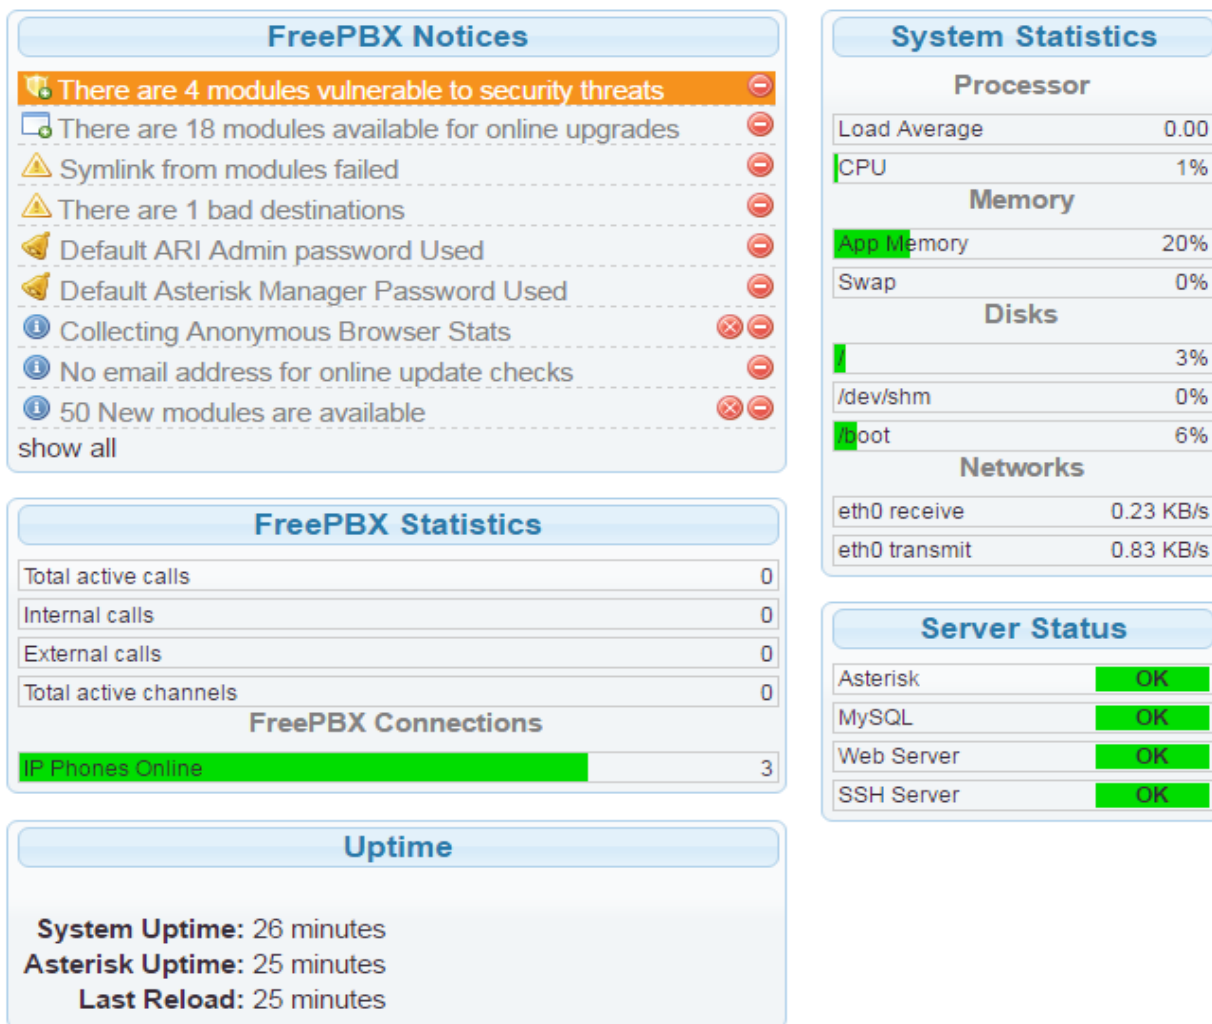 FreePBX Notices
There are 4 modules vulnerable to security threats
There are 18 modules available for online upgrades
Symlink from modules failed
There are 1 bad destinations
Default ARI Admin password Used
Default Asterisk Manager Password Used
Collecting Anonymous Browser Stats
No email address for online update checks
50 New modules are available
show all
FreePBX Statistics
Total active calls 0
Internal calls 0
External calls 0
Total active channels 0
FreePBX Connections
IP Phones Online 3
Uptime
System Uptime: 26 minutes
Asterisk Uptime: 25 minutes
Last Reload: 25 minutes
System Statistics
Processor
Load Average 0.00
CPU 1%
Memory
App Memory 20%
Swap 0%
Disks
/ 3%
/dev/shm 0%
/boot 6%
Networks
eth0 receive 0.23 KB/s
eth0 transmit 0.83 KB/s
Server Status
Asterisk OK
MySQL OK
Web Server OK
SSH Server OK